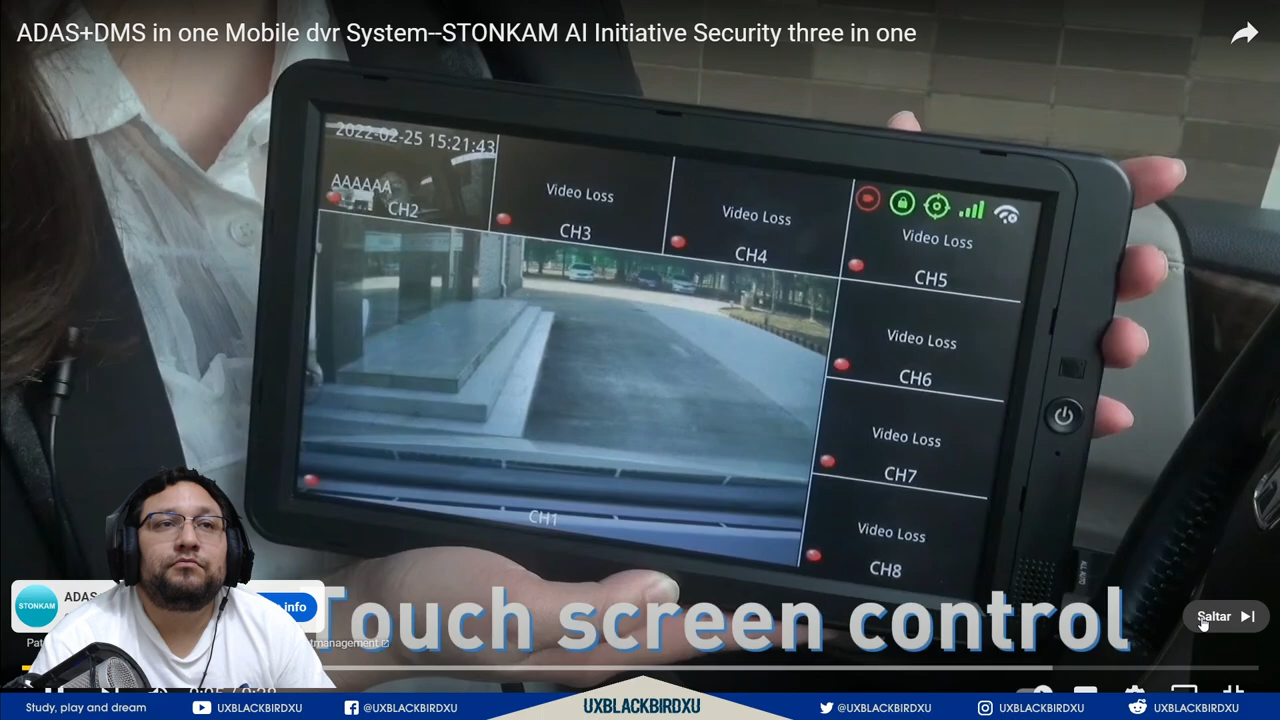 ADAS+DMS in one Mobile dvr System--STONKAM AI Initiative Security three in one
2022-02-25 15:21:43
AAAAAA
CH2
Video Loss
CH3
Video Loss
CH4
Video Loss
CH5
Video Loss
CH6
Video Loss
CH7
Video Loss
CH8
CH1
ALL AUTO
Touch screen control
STONKAM
ADAS
info
Saltar
Study, play and dream
UXBLACKBIRDXU
@UXBLACKBIRDXU
UXBLACKBIRDXU
@UXBLACKBIRDXU
UXBLACKBIRDXU
UXBLACKBIRDXU